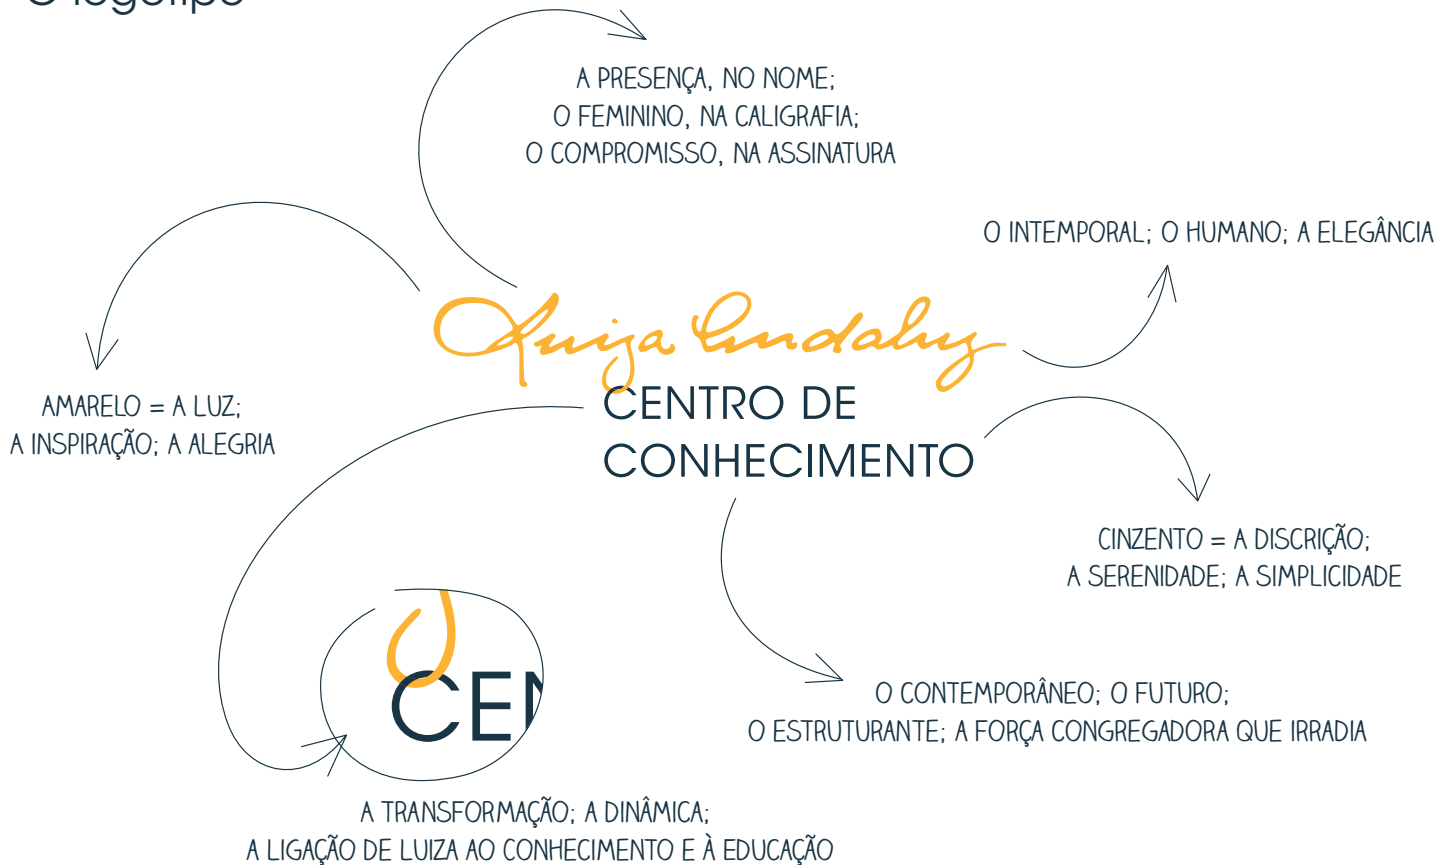 O logotipo
A PRESENÇA, NO NOME;
O FEMININO, NA CALIGRAFIA;
O COMPROMISSO, NA ASSINATURA
O INTEMPORAL; O HUMANO; A ELEGÂNCIA
Luiza Andaluz
CENTRO DE
CONHECIMENTO
AMARELO = A LUZ;
A INSPIRAÇÃO; A ALEGRIA
CINZENTO = A DISCRIÇÃO;
A SERENIDADE; A SIMPLICIDADE
CEN
O CONTEMPORÂNEO; O FUTURO;
O ESTRUTURANTE; A FORÇA CONGREGADORA QUE IRRADIA
A TRANSFORMAÇÃO; A DINÂMICA;
A LIGAÇÃO DE LUIZA AO CONHECIMENTO E À EDUCAÇÃO